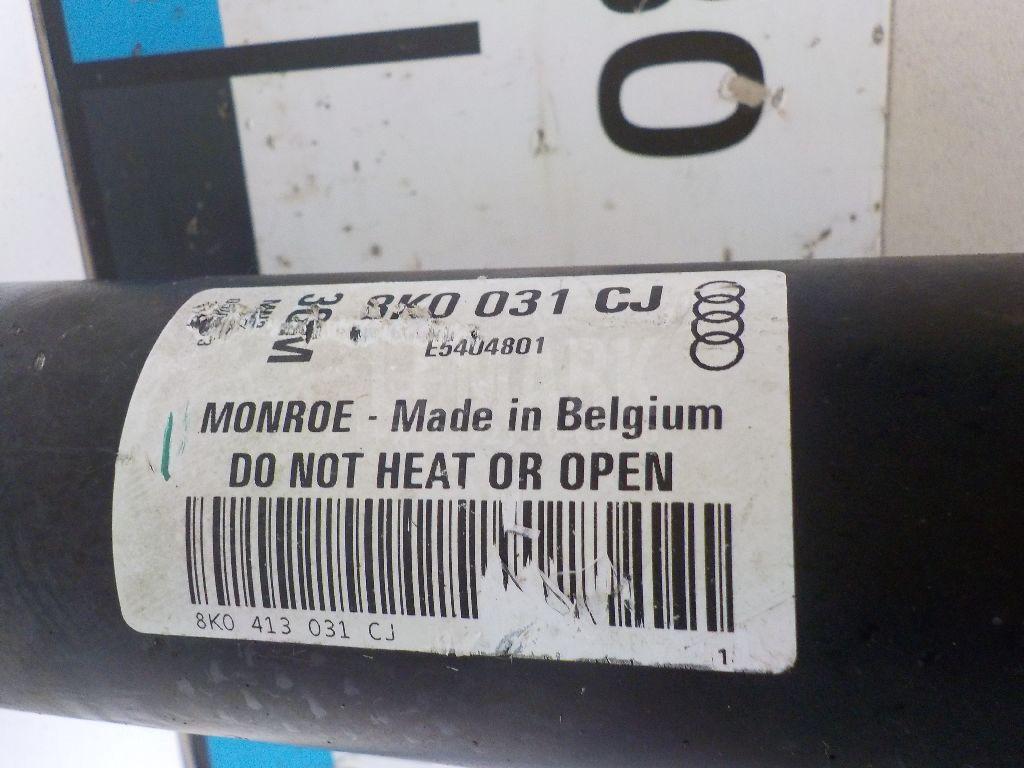 8K0 031 CJ
E5404801
MONROE - Made in Belgium
DO NOT HEAT OR OPEN
8K0 413 031 CJ
1